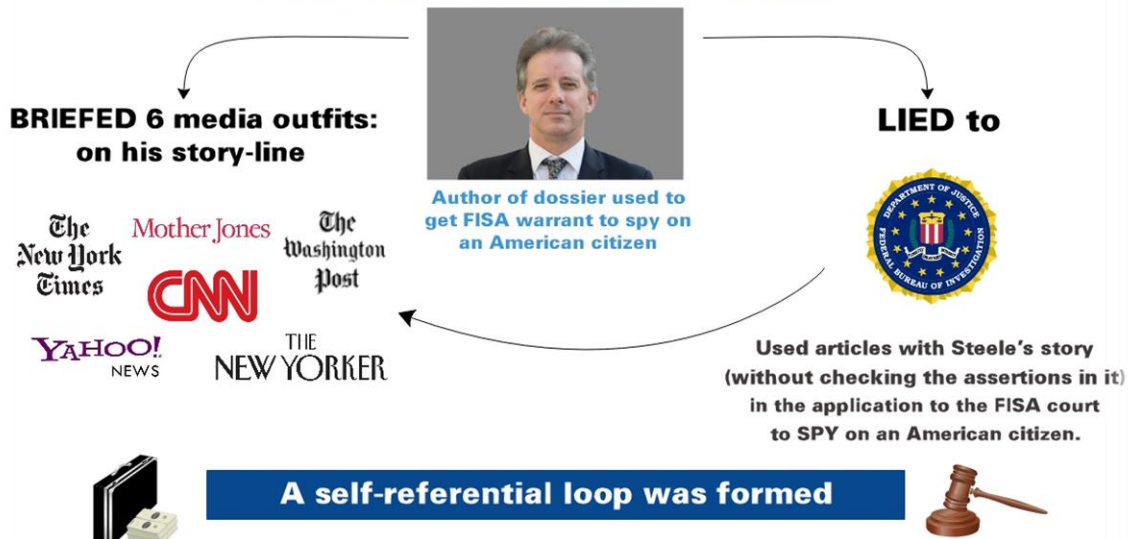 BRIEFED 6 media outfits:
on his story-line
LIED to
Author of dossier used to
get FISA warrant to spy on
an American citizen
The
New York
Times
Mother Jones
The
Washington
Post
CNN
YAHOO!
NEWS
THE
NEW YORKER
DEPARTMENT OF JUSTICE
FEDERAL BUREAU OF INVESTIGATION
Used articles with Steele's story
(without checking the assertions in it)
in the application to the FISA court
to SPY on an American citizen.
A self-referential loop was formed